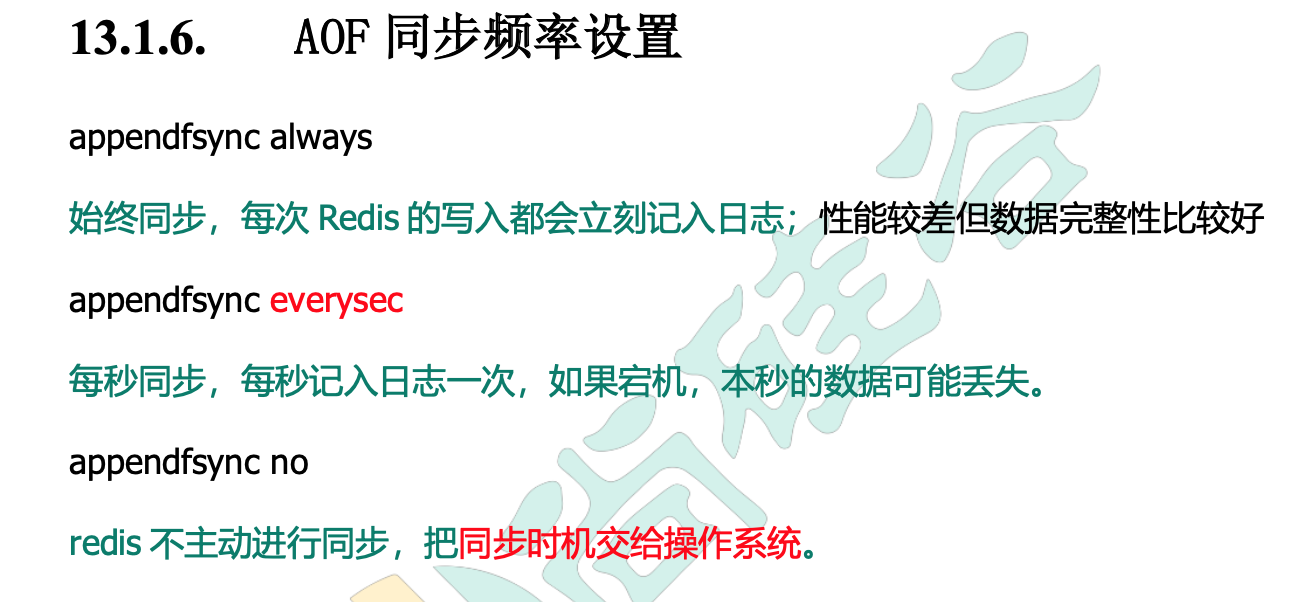 13.1.6. AOF 同步频率设置
appendfsync always
始终同步，每次 Redis 的写入都会立刻记入日志；性能较差但数据完整性比较好
appendfsync everysec
每秒同步，每秒记入日志一次，如果宕机，本秒的数据可能丢失。
appendfsync no
redis 不主动进行同步，把同步时机交给操作系统。
尚硅谷